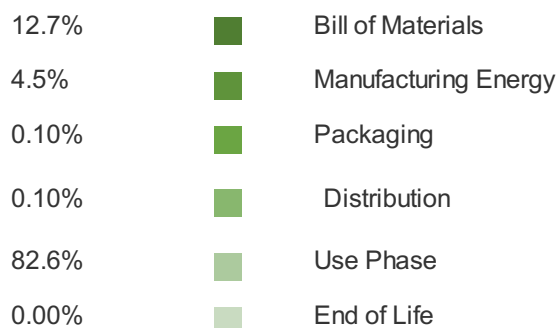 12.7% Bill of Materials
4.5% Manufacturing Energy
0.10% Packaging
0.10% Distribution
82.6% Use Phase
0.00% End of Life